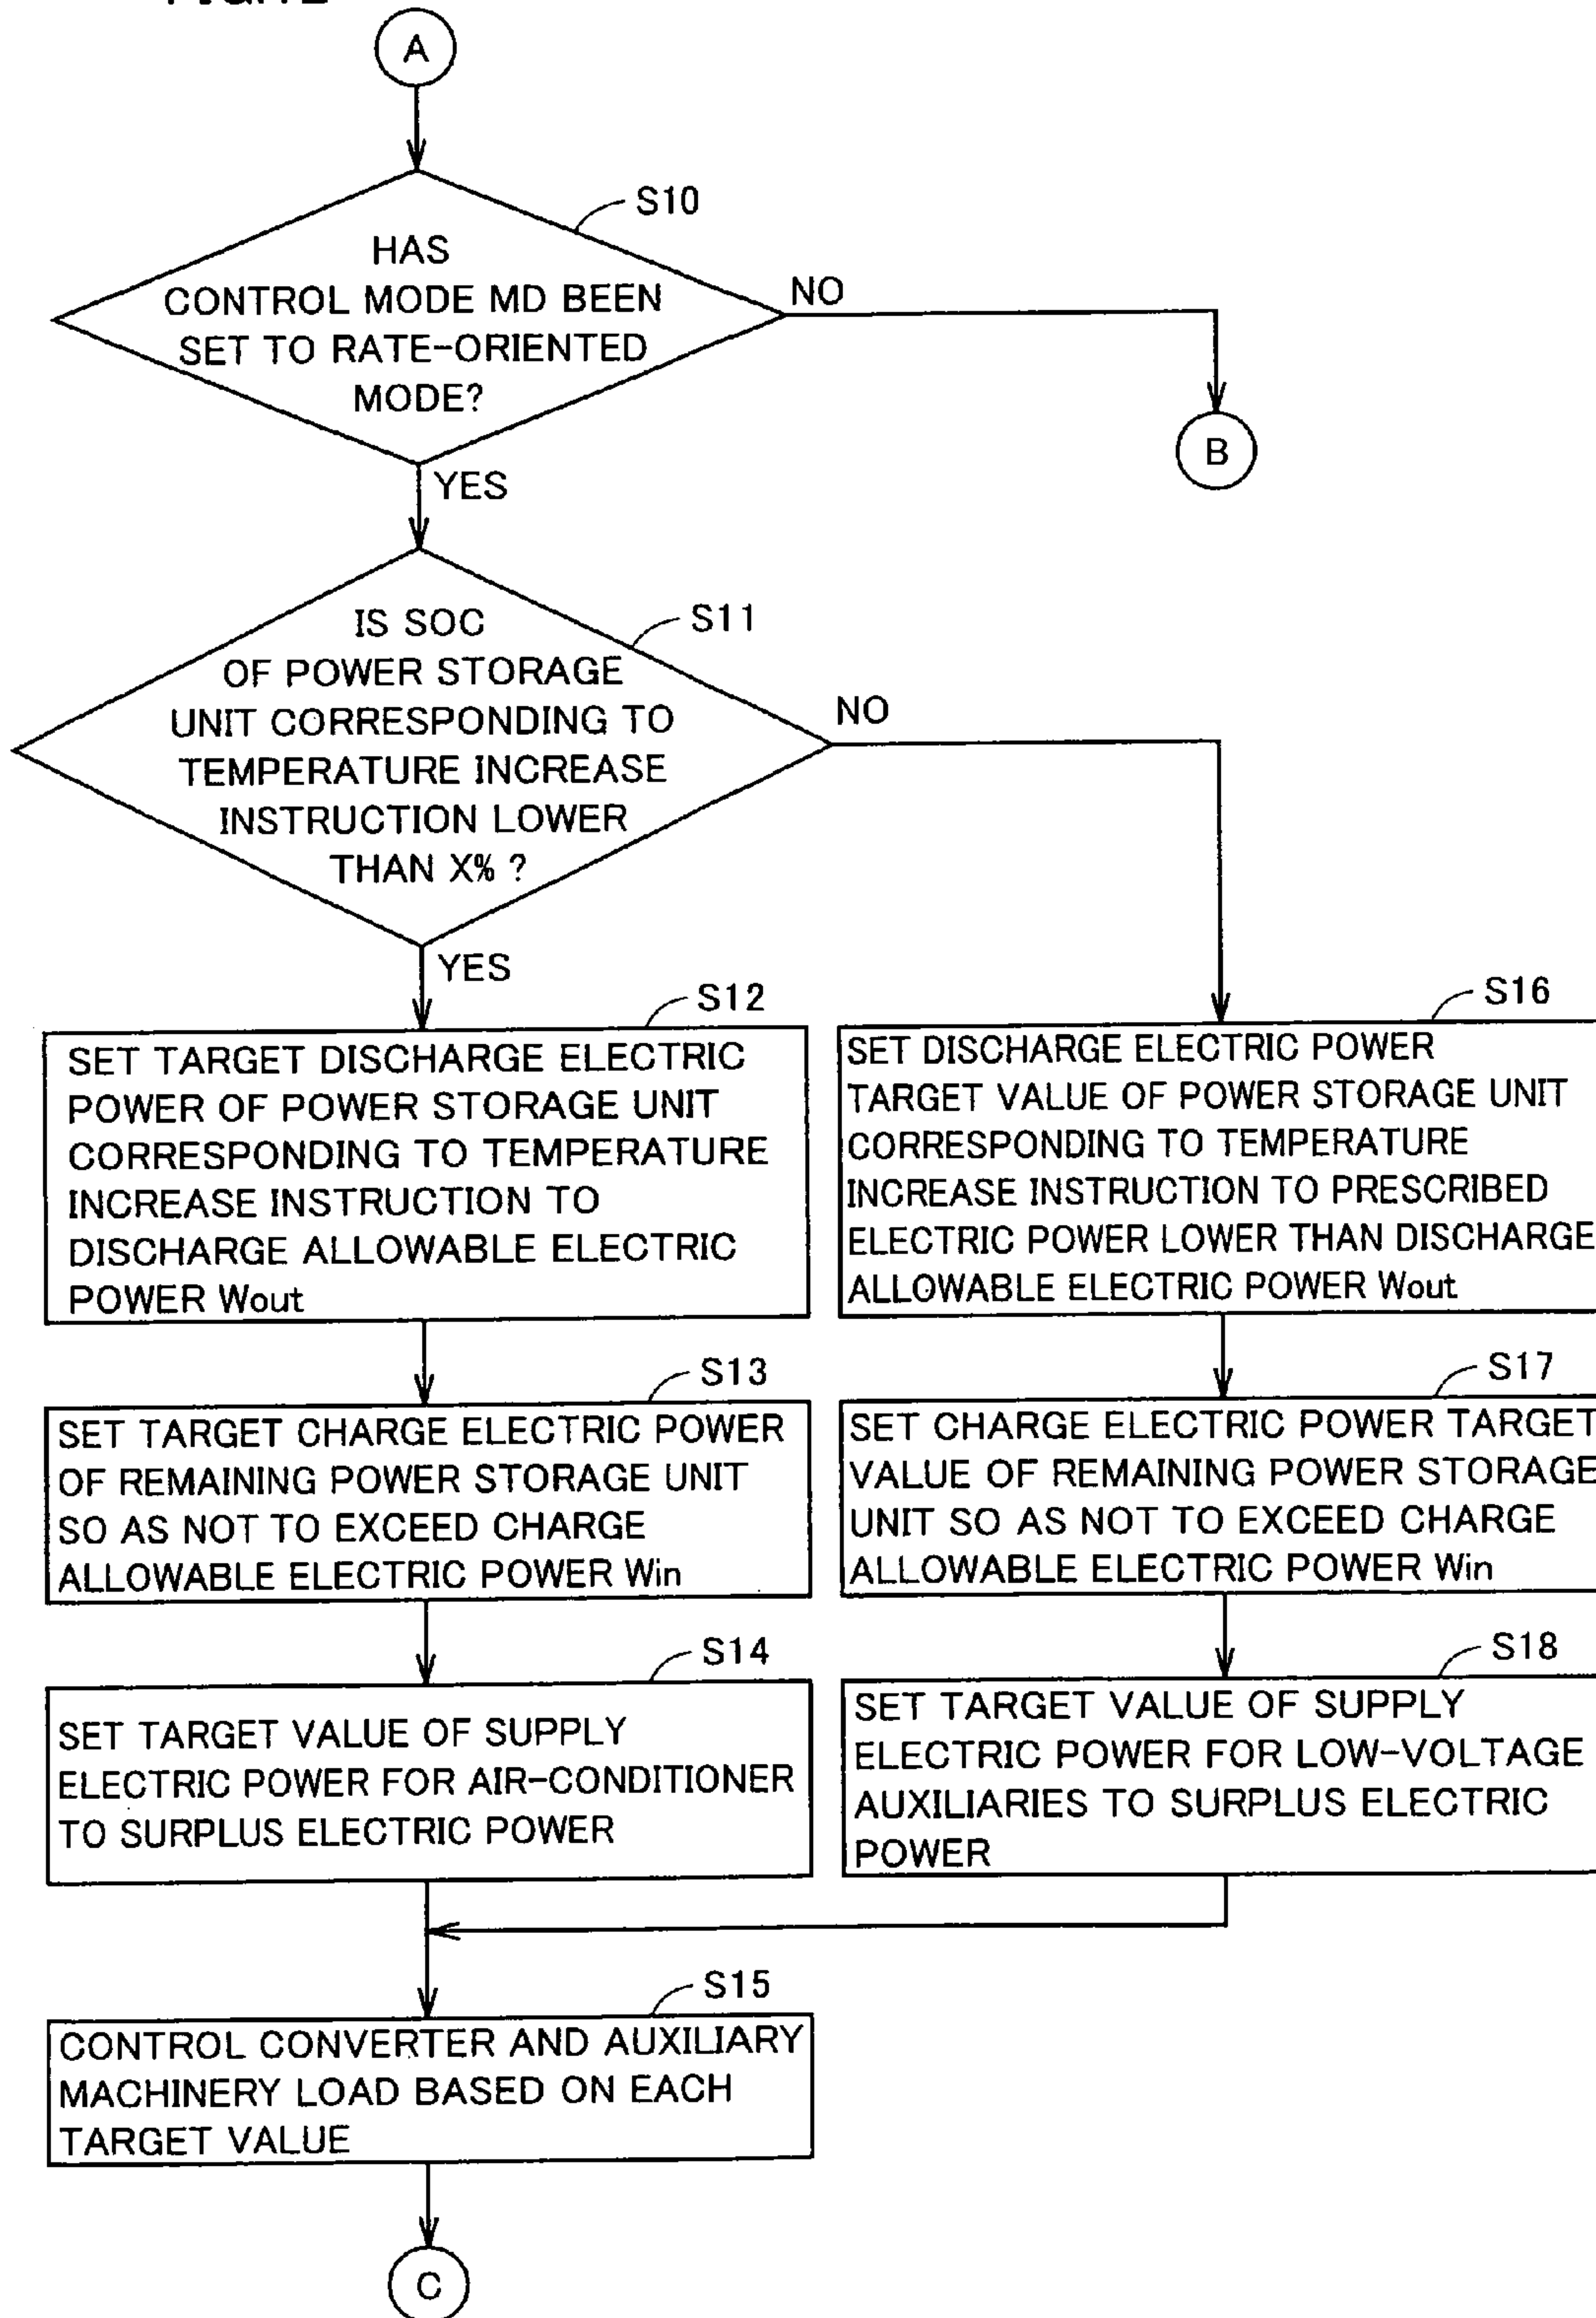 A
S10
HAS
CONTROL MODE MD BEEN
SET TO RATE-ORIENTED
MODE?
NO
B
YES
S11
IS SOC
OF POWER STORAGE
UNIT CORRESPONDING TO
TEMPERATURE INCREASE
INSTRUCTION LOWER
THAN X% ?
NO
YES
S12
SET TARGET DISCHARGE ELECTRIC
POWER OF POWER STORAGE UNIT
CORRESPONDING TO TEMPERATURE
INCREASE INSTRUCTION TO
DISCHARGE ALLOWABLE ELECTRIC
POWER Wout
S16
SET DISCHARGE ELECTRIC POWER
TARGET VALUE OF POWER STORAGE UNIT
CORRESPONDING TO TEMPERATURE
INCREASE INSTRUCTION TO PRESCRIBED
ELECTRIC POWER LOWER THAN DISCHARGE
ALLOWABLE ELECTRIC POWER Wout
S13
SET TARGET CHARGE ELECTRIC POWER
OF REMAINING POWER STORAGE UNIT
SO AS NOT TO EXCEED CHARGE
ALLOWABLE ELECTRIC POWER Win
S17
SET CHARGE ELECTRIC POWER TARGET
VALUE OF REMAINING POWER STORAGE
UNIT SO AS NOT TO EXCEED CHARGE
ALLOWABLE ELECTRIC POWER Win
S14
SET TARGET VALUE OF SUPPLY
ELECTRIC POWER FOR AIR-CONDITIONER
TO SURPLUS ELECTRIC POWER
S18
SET TARGET VALUE OF SUPPLY
ELECTRIC POWER FOR LOW-VOLTAGE
AUXILIARIES TO SURPLUS ELECTRIC
POWER
S15
CONTROL CONVERTER AND AUXILIARY
MACHINERY LOAD BASED ON EACH
TARGET VALUE
C